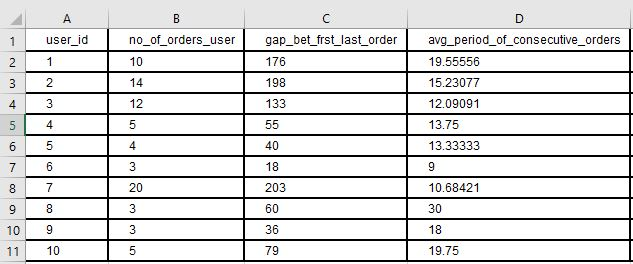 A B C D
1 user_id no_of_orders_user gap_bet_frst_last_order avg_period_of_consecutive_orders
2 1 10 176 19.55556
3 2 14 198 15.23077
4 3 12 133 12.09091
5 4 5 55 13.75
6 5 4 40 13.33333
7 6 3 18 9
8 7 20 203 10.68421
9 8 3 60 30
10 9 3 36 18
11 10 5 79 19.75